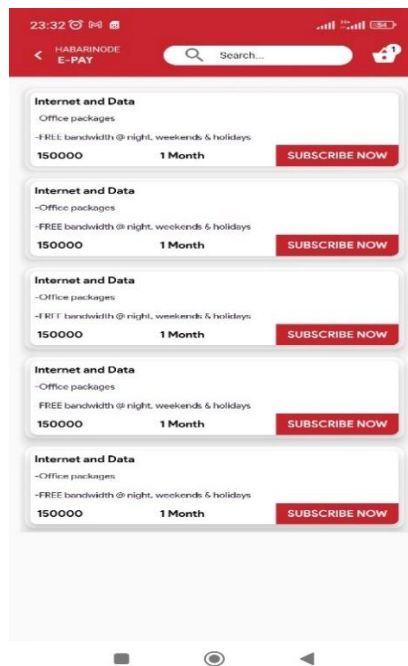 23:32
54
HABARINODE
E-PAY
Search...
1
Internet and Data
Office packages
-FREE bandwidth @ night, weekends & holidays
150000 1 Month SUBSCRIBE NOW
Internet and Data
-Office packages
-FREE bandwidth @ night, weekends & holidays
150000 1 Month SUBSCRIBE NOW
Internet and Data
-Office packages
-FREE bandwidth @ night, weekends & holidays
150000 1 Month SUBSCRIBE NOW
Internet and Data
-Office packages
FREE bandwidth @ night, weekends & holidays
150000 1 Month SUBSCRIBE NOW
Internet and Data
-Office packages
-FREE bandwidth @ night, weekends & holidays
150000 1 Month SUBSCRIBE NOW